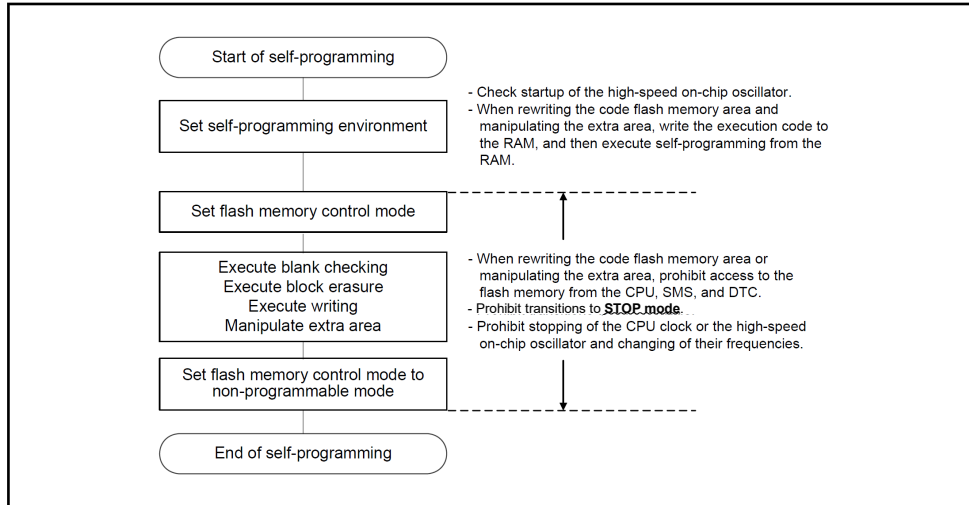 Start of self-programming
Set self-programming environment
- Check startup of the high-speed on-chip oscillator.
- When rewriting the code flash memory area and
manipulating the extra area, write the execution code to
the RAM, and then execute self-programming from the
RAM.
Set flash memory control mode
Execute blank checking
Execute block erasure
Execute writing
Manipulate extra area
- When rewriting the code flash memory area or
manipulating the extra area, prohibit access to the
flash memory from the CPU, SMS, and DTC.
- Prohibit transitions to STOP mode.
- Prohibit stopping of the CPU clock or the high-speed
on-chip oscillator and changing of their frequencies.
Set flash memory control mode to
non-programmable mode
End of self-programming